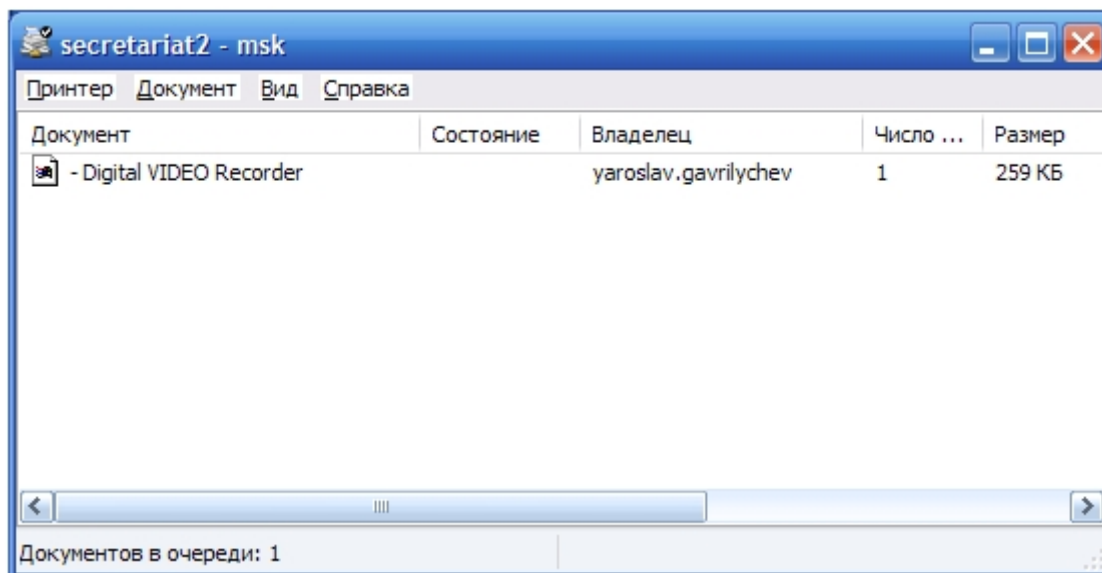 secretariat2 - msk
Принтер Документ Вид Справка
Документ Состояние Владелец Число ... Размер
- Digital VIDEO Recorder yaroslav.gavrilychev 1 259 КБ
Документов в очереди: 1